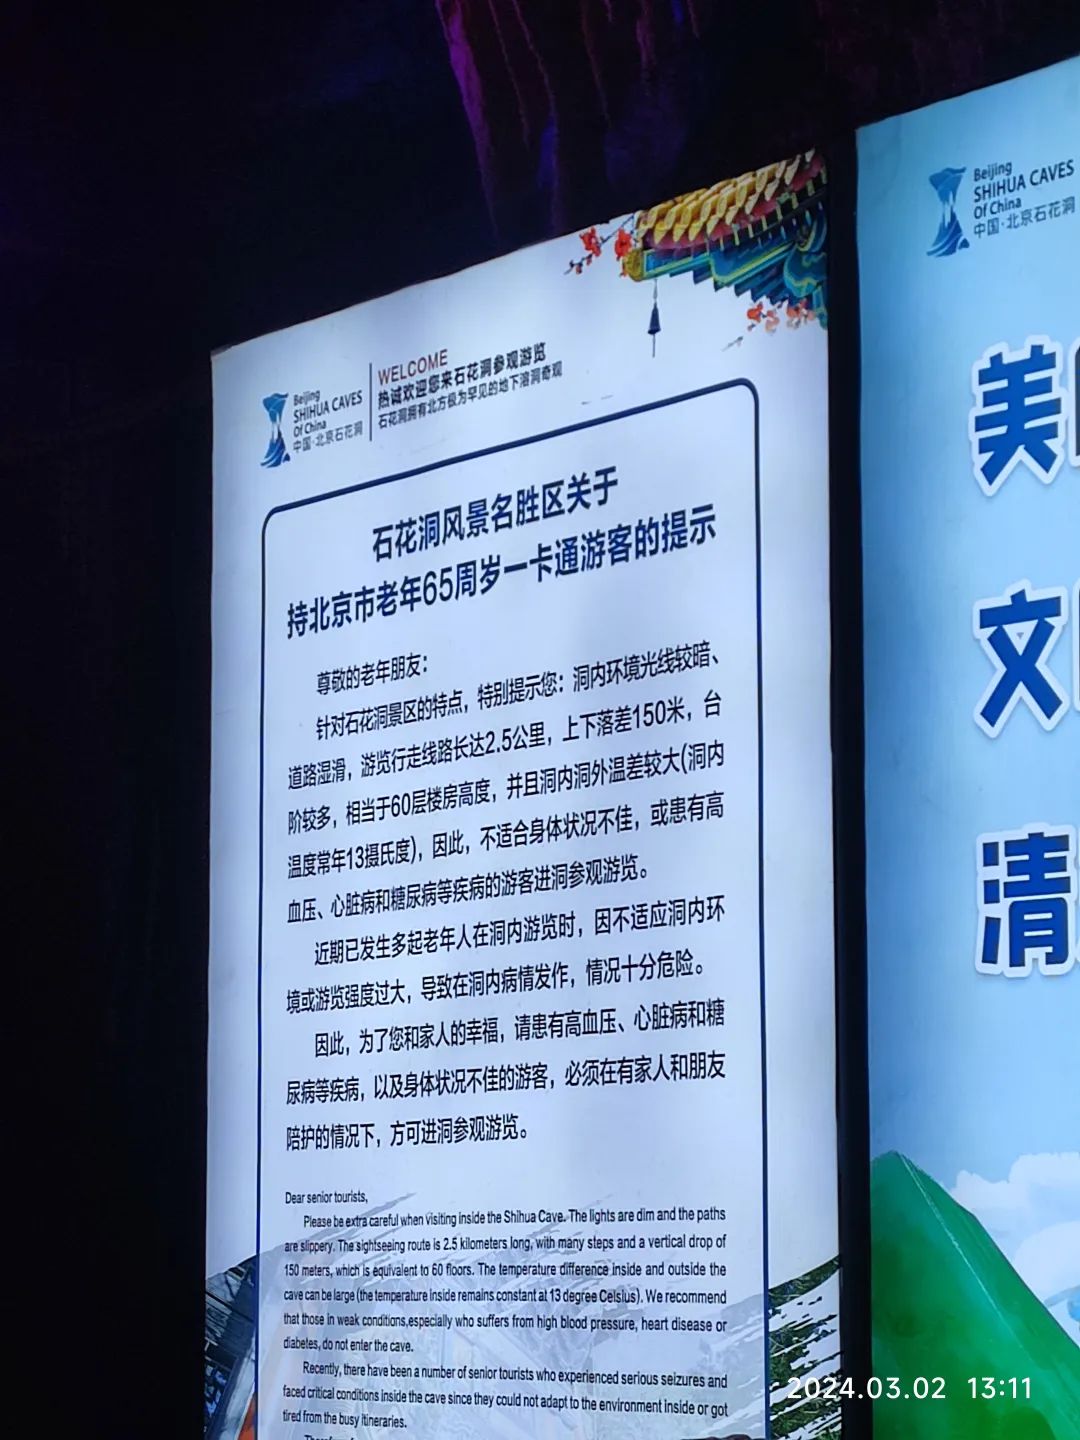 Beijing
SHIHUA CAVES
Of China
中国·北京石花洞
WELCOME
热诚欢迎您来石花洞参观游览
石花洞拥有北方极为罕见的地下溶洞奇观
石花洞风景名胜区关于
持北京市老年65周岁一卡通游客的提示
尊敬的老年朋友：
针对石花洞景区的特点，特别提示您：洞内环境光线较暗、
道路湿滑，游览行走线路长达2.5公里，上下落差150米，台
阶较多，相当于60层楼房高度，并且洞内洞外温差较大(洞内
温度常年13摄氏度)，因此，不适合身体状况不佳，或患有高
血压、心脏病和糖尿病等疾病的游客进洞参观游览。
近期已发生多起老年人在洞内游览时，因不适应洞内环
境或游览强度过大，导致在洞内病情发作，情况十分危险。
因此，为了您和家人的幸福，请患有高血压、心脏病和糖
尿病等疾病，以及身体状况不佳的游客，必须在有家人和朋友
陪护的情况下，方可进洞参观游览。
Dear senior tourists,
Please be extra careful when visiting inside the Shihua Cave. The lights are dim and the paths
are slippery. The sightseeing route is 2.5 kilometers long, with many steps and a vertical drop of
150 meters, which is equivalent to 60 floors. The temperature difference inside and outside the
cave can be large (the temperature inside remains constant at 13 degree Celsius). We recommend
that those in weak conditions,especially who suffers from high blood pressure, heart disease or
diabetes, do not enter the cave.
Recently, there have been a number of senior tourists who experienced serious seizures and
faced critical conditions inside the cave since they could not adapt to the environment inside or got
tired from the busy itineraries.
Beijing
SHIHUA CAVES
Of China
中国·北京石花洞
美
文
清
2024.03.02 13:11